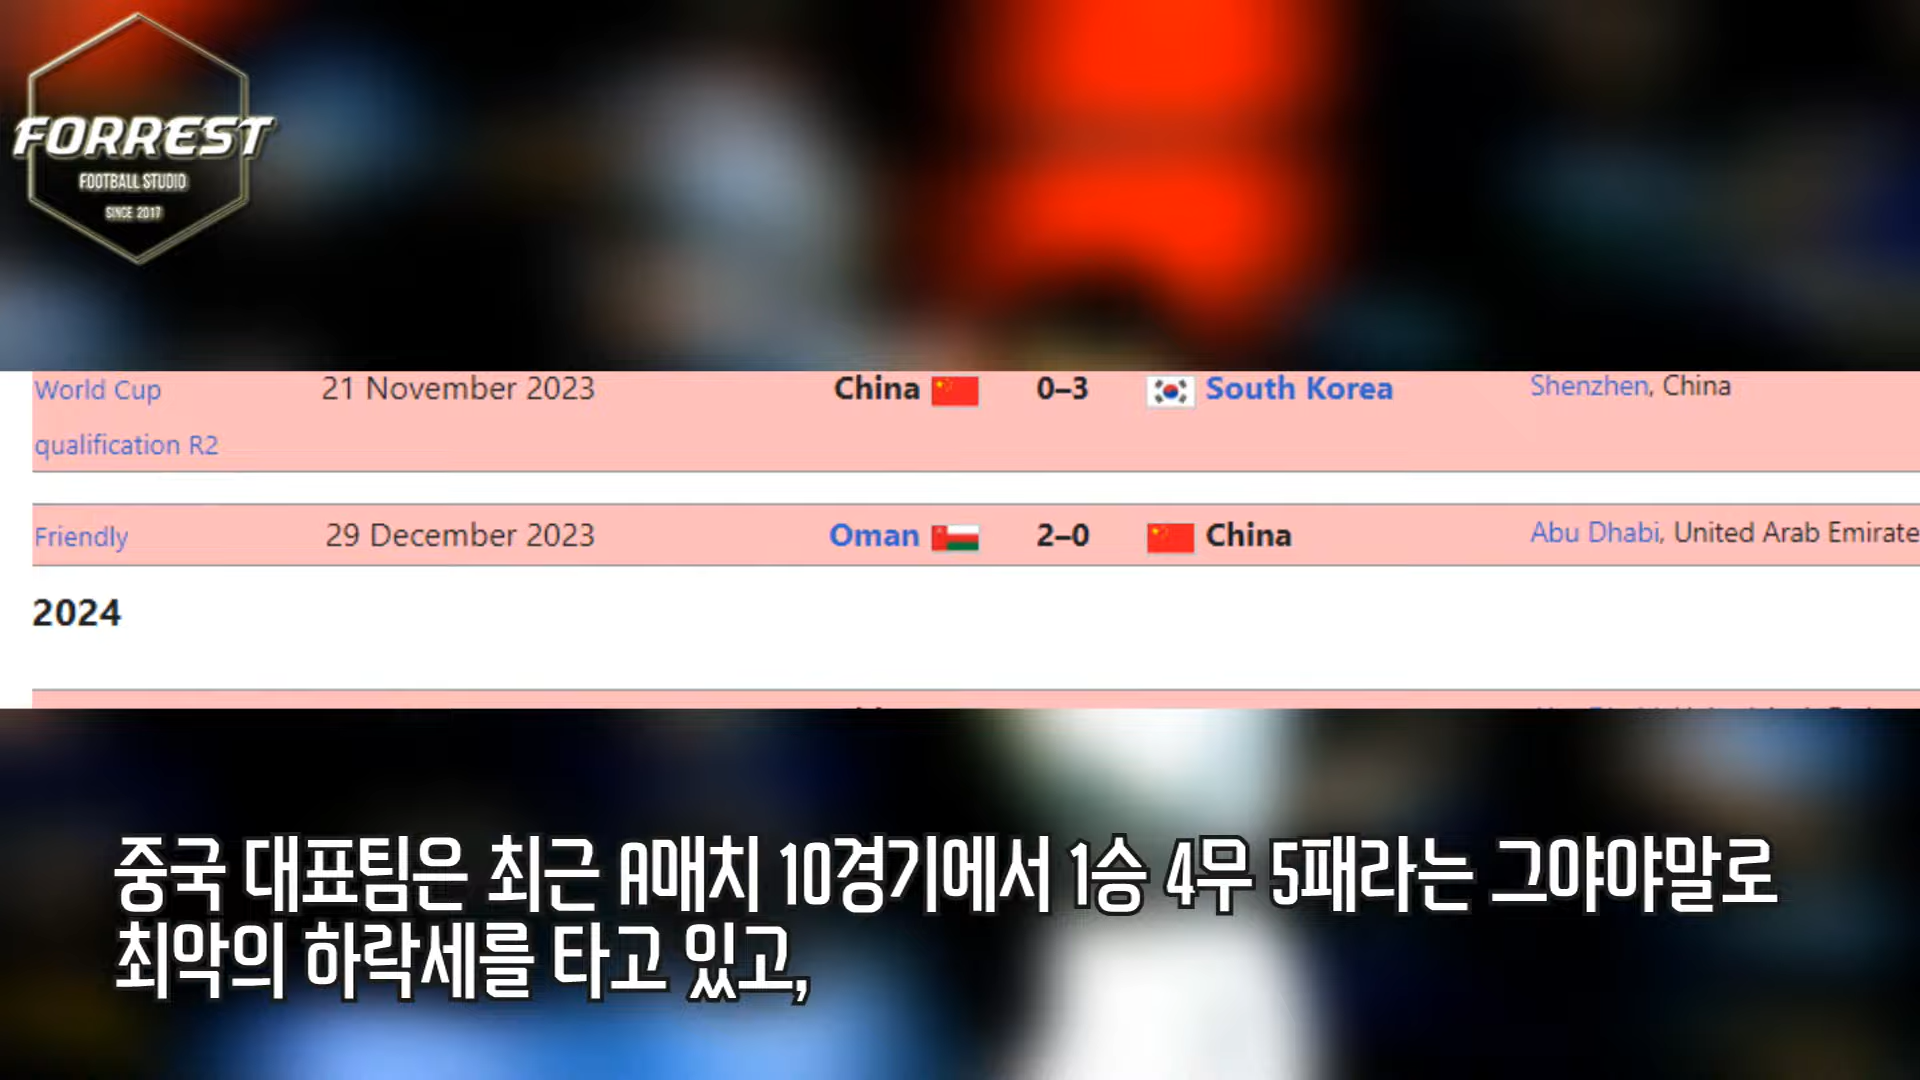 FORREST
FOOTBALL STUDIO
SINCE 2017
World Cup qualification R2 21 November 2023 China 0–3 South Korea Shenzhen, China
Friendly 29 December 2023 Oman 2–0 China Abu Dhabi, United Arab Emirate
2024
중국 대표팀은 최근 A매치 10경기에서 1승 4무 5패라는 그야야말로
최악의 하락세를 타고 있고,